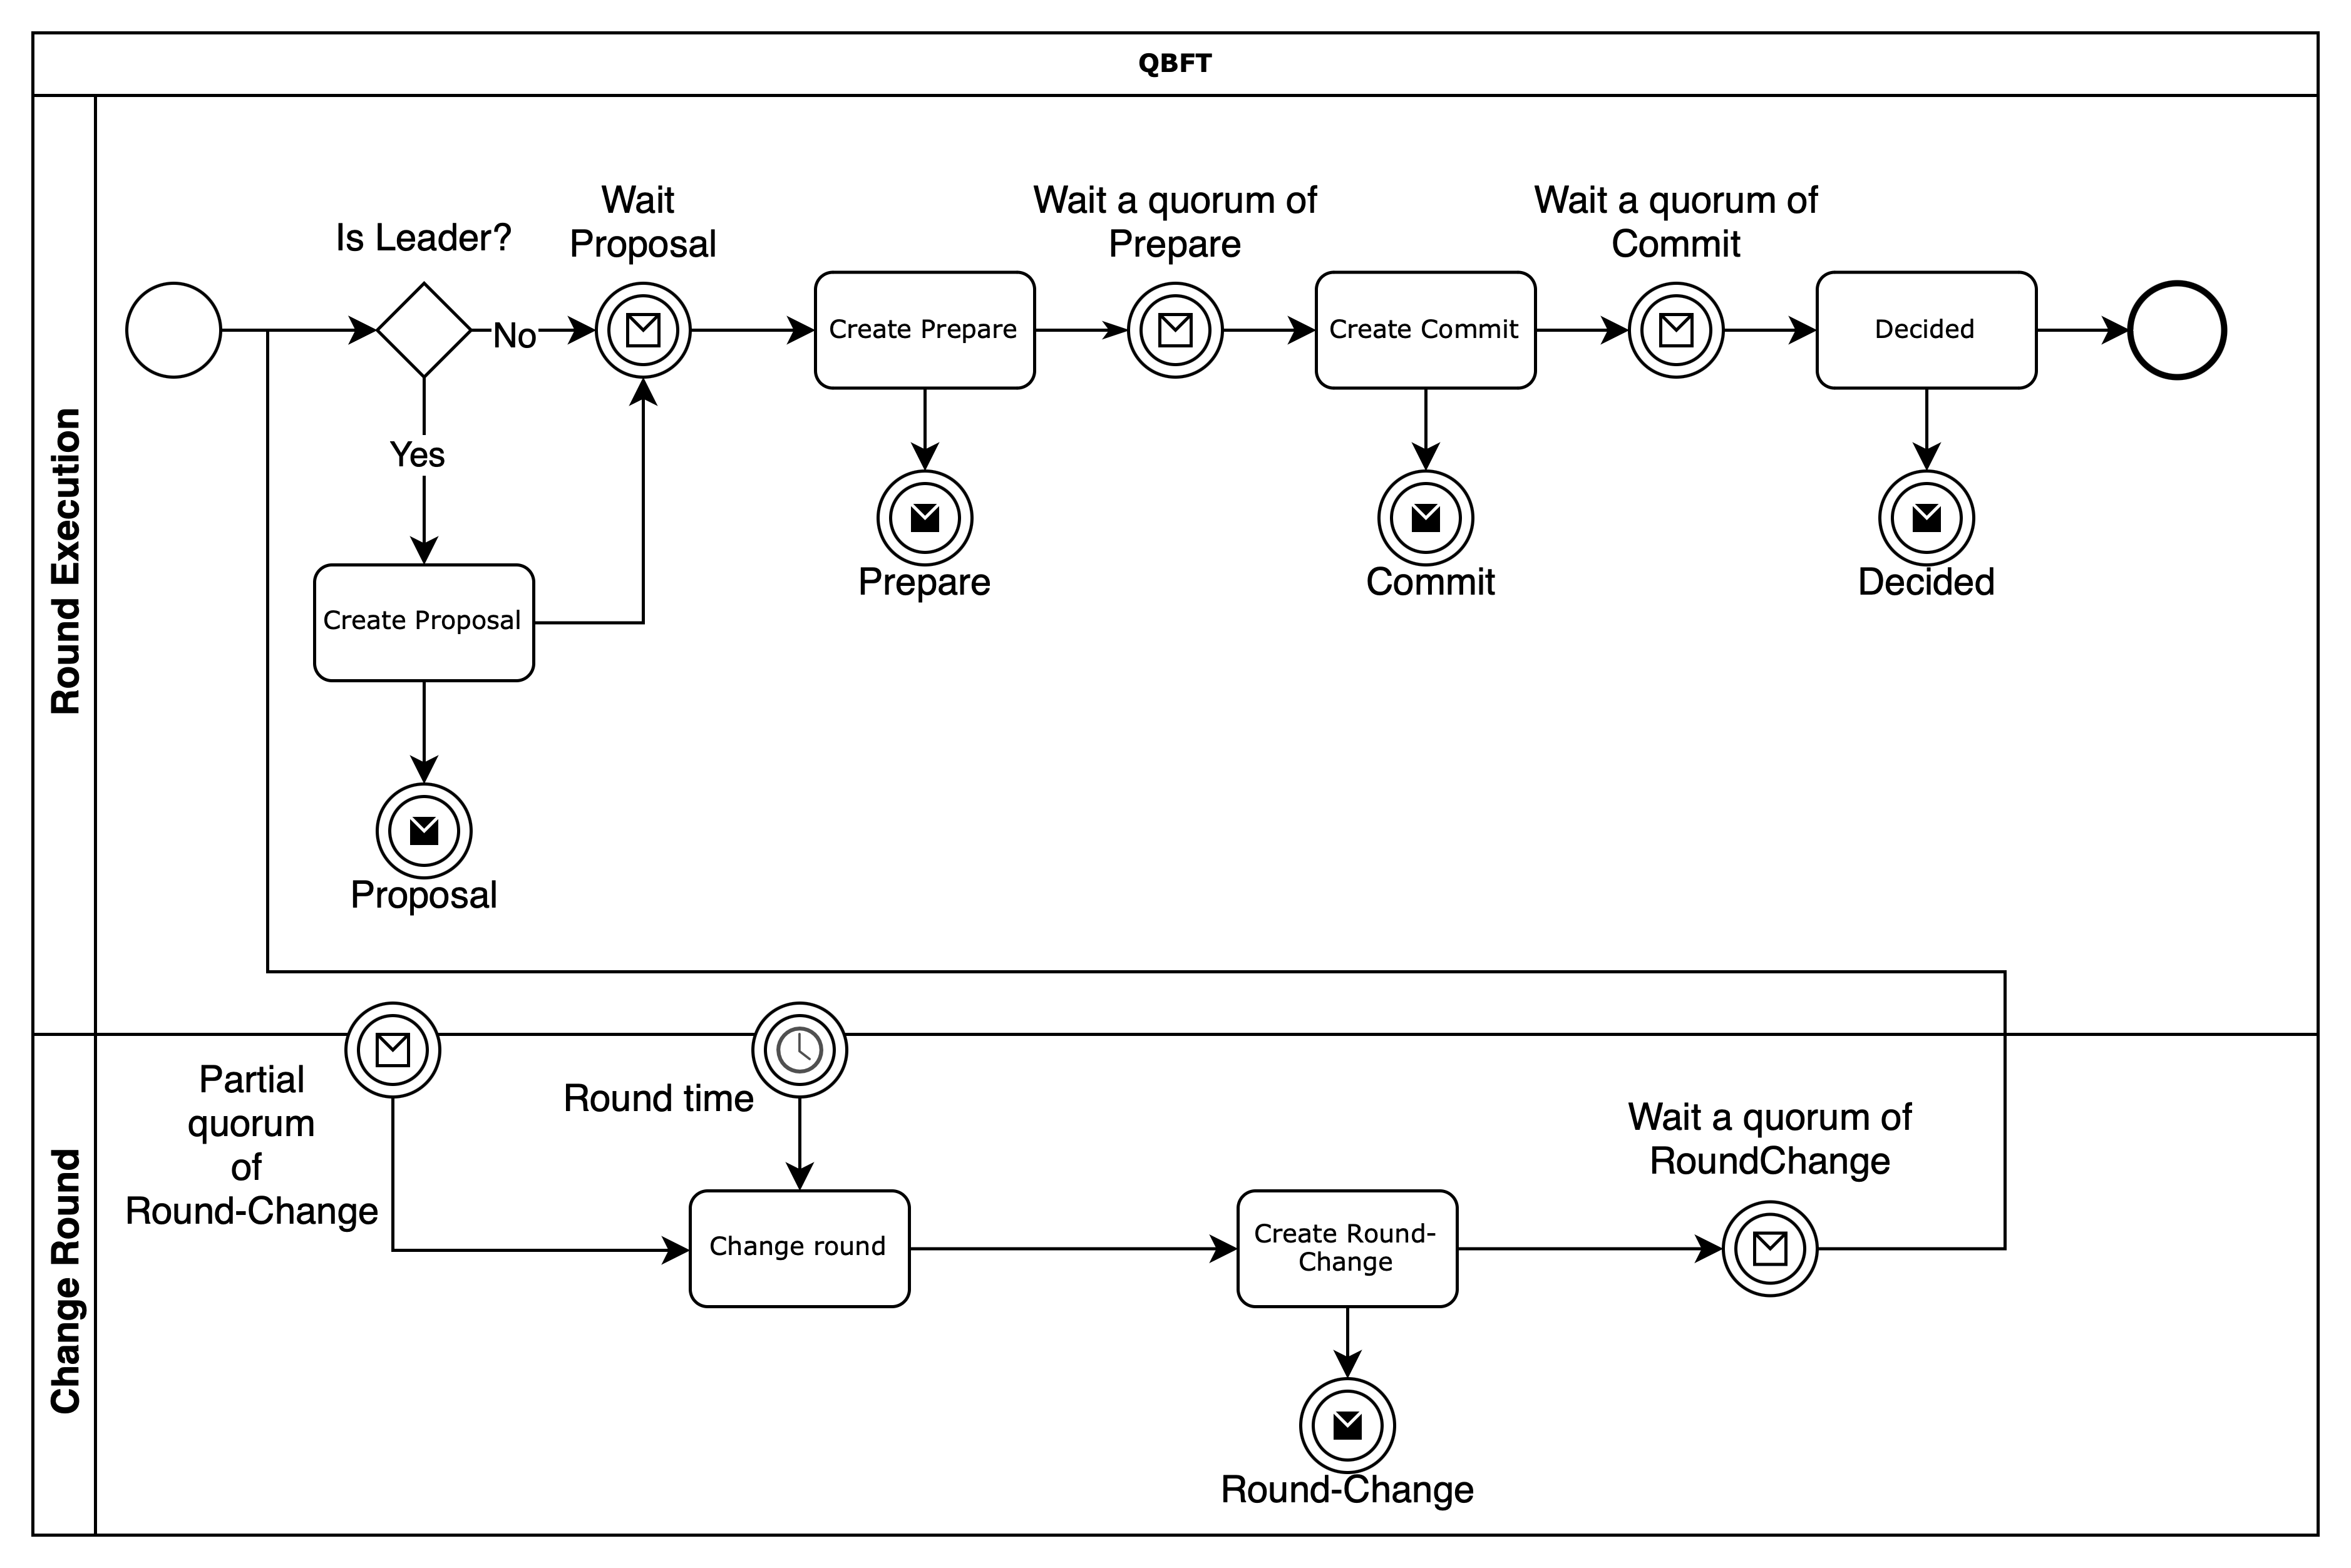 QBFT
Round Execution
Is Leader?
Wait
Proposal
Wait a quorum of
Prepare
Wait a quorum of
Commit
No
Create Prepare
Create Commit
Decided
Yes
Prepare
Commit
Decided
Create Proposal
Proposal
Change Round
Partial
quorum
of
Round-Change
Round time
Wait a quorum of
RoundChange
Change round
Create Round-
Change
Round-Change